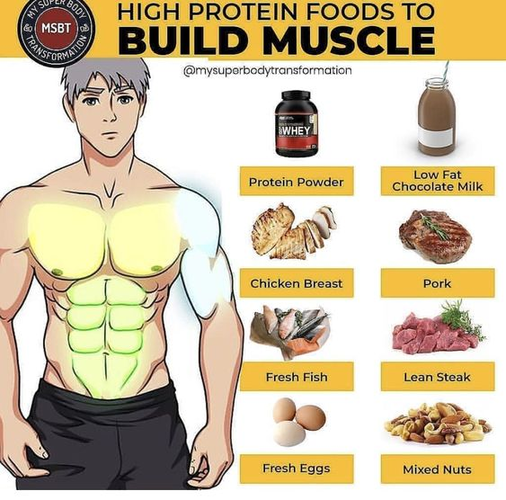 MY SUPER BODY
MSBT
TRANSFORMATION
HIGH PROTEIN FOODS TO
BUILD MUSCLE
@mysuperbodytransformation
WHEY
Protein Powder
Low Fat
Chocolate Milk
Chicken Breast
Pork
Fresh Fish
Lean Steak
Fresh Eggs
Mixed Nuts